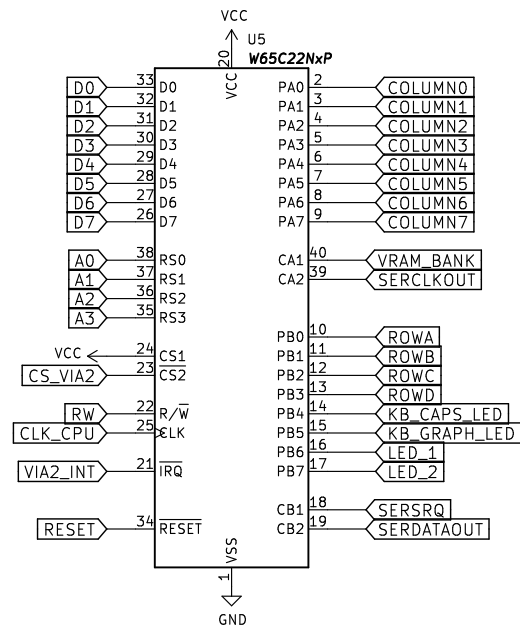 VCC
U5
W65C22NxP
20
VCC
D0 33 D0 PA0 2 COLUMN0
D1 32 D1 PA1 3 COLUMN1
D2 31 D2 PA2 4 COLUMN2
D3 30 D3 PA3 5 COLUMN3
D4 29 D4 PA4 6 COLUMN4
D5 28 D5 PA5 7 COLUMN5
D6 27 D6 PA6 8 COLUMN6
D7 26 D7 PA7 9 COLUMN7
A0 38 RS0 CA1 40 VRAM_BANK
A1 37 RS1 CA2 39 SERCLKOUT
A2 36 RS2
A3 35 RS3
PB0 10 ROWA
VCC 24 CS1 PB1 11 ROWB
CS_VIA2 23 CS2 PB2 12 ROWC
PB3 13 ROWD
RW 22 R/W PB4 14 KB_CAPS_LED
CLK_CPU 25 CLK PB5 15 KB_GRAPH_LED
PB6 16 LED_1
VIA2_INT 21 IRQ PB7 17 LED_2
CB1 18 SERSRQ
RESET 34 RESET CB2 19 SERDATAOUT
VSS
1
GND